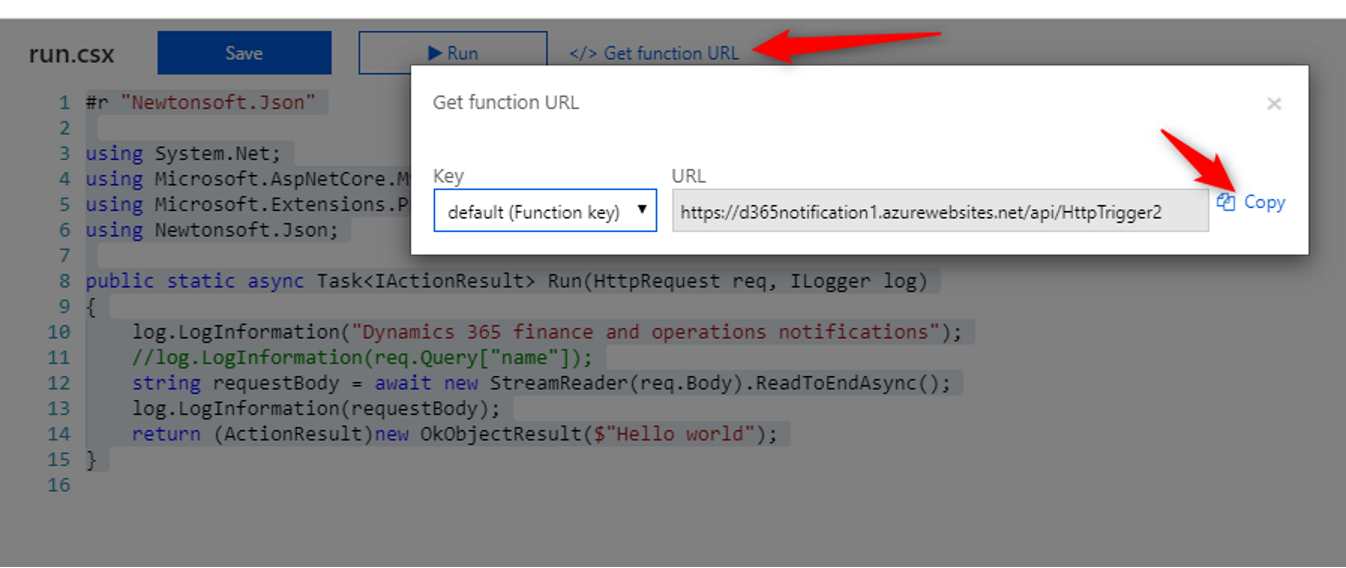 run.csx Save Run </> Get function URL
Get function URL ×
Key URL
default (Function key) https://d365notification1.azurewebsites.net/api/HttpTrigger2 Copy
1 #r "Newtonsoft.Json"
2
3 using System.Net;
4 using Microsoft.AspNetCore.
5 using Microsoft.Extensions.
6 using Newtonsoft.Json;
7
8 public static async Task<IActionResult> Run(HttpRequest req, ILogger log)
9 {
10 log.LogInformation("Dynamics 365 finance and operations notifications");
11 //log.LogInformation(req.Query["name"]);
12 string requestBody = await new StreamReader(req.Body).ReadToEndAsync();
13 log.LogInformation(requestBody);
14 return (ActionResult)new OkObjectResult($"Hello world");
15 }
16